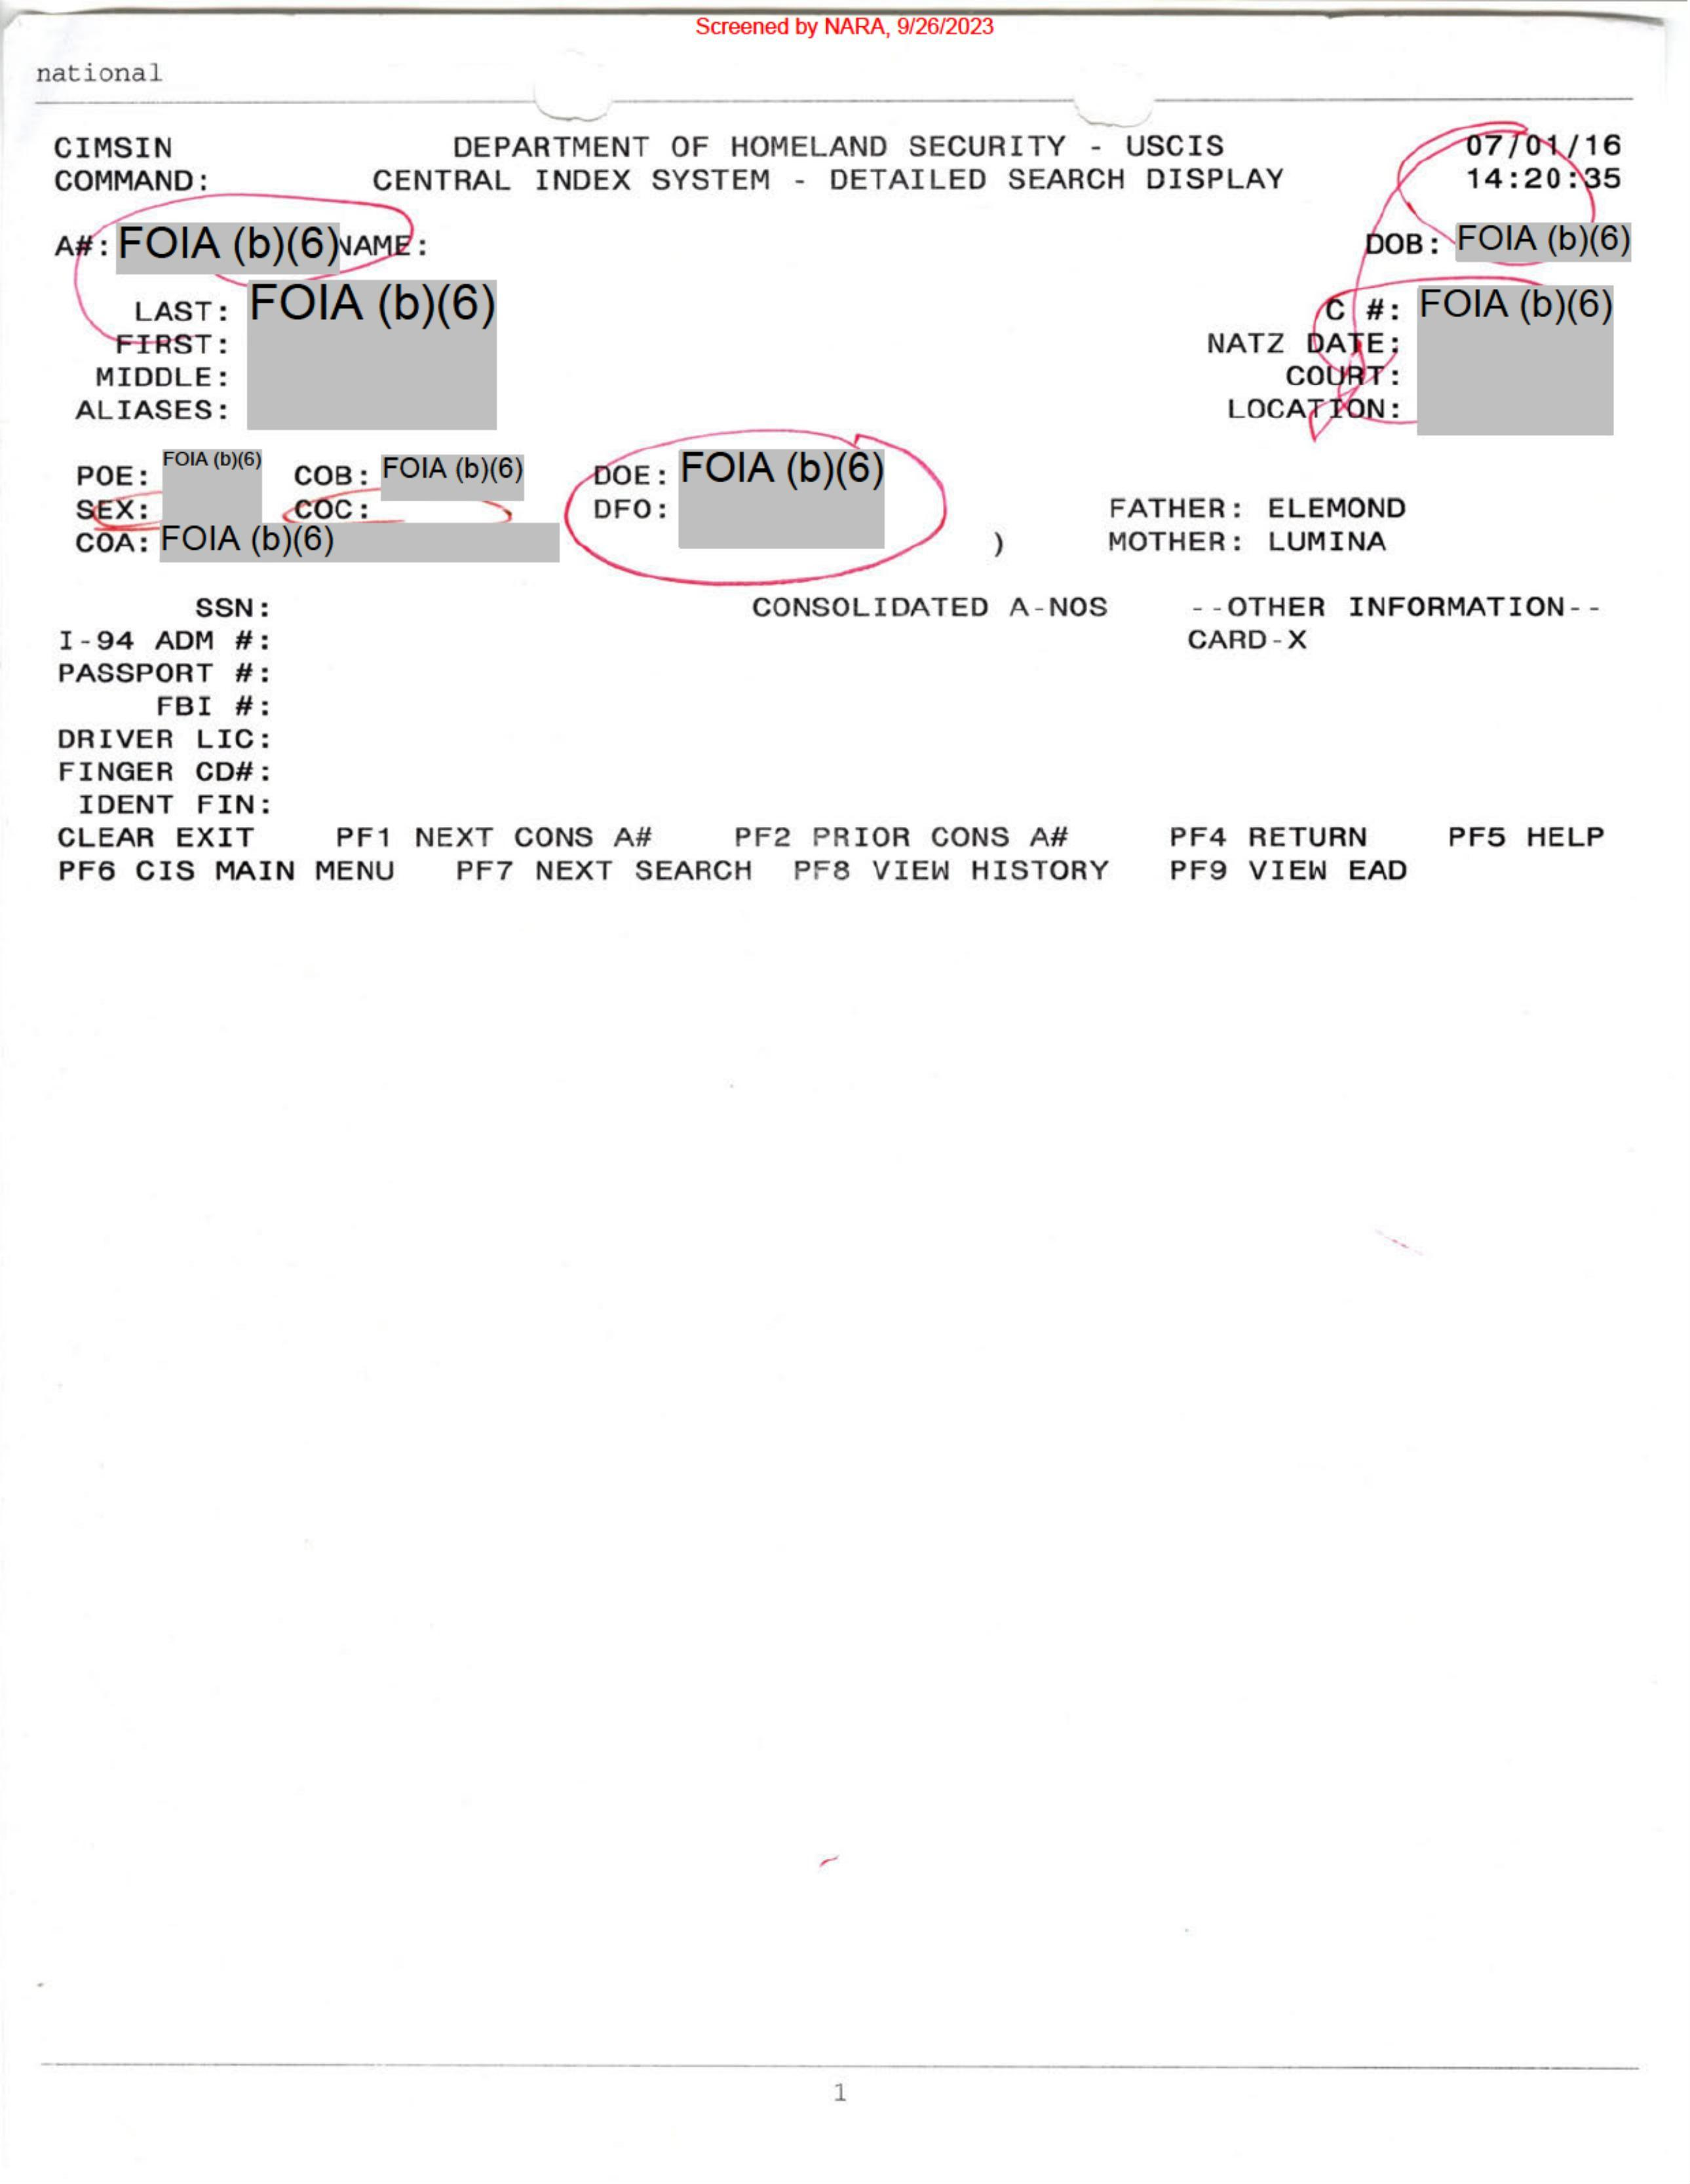 Screened by NARA, 9/26/2023
national
CIMSIN DEPARTMENT OF HOMELAND SECURITY - USCIS 07/01/16
COMMAND: CENTRAL INDEX SYSTEM - DETAILED SEARCH DISPLAY 14:20:35
A#: FOIA (b)(6) NAME: DOB: FOIA (b)(6)
LAST: FOIA (b)(6) C #: FOIA (b)(6)
FIRST: NATZ DATE:
MIDDLE: COURT:
ALIASES: LOCATION:
POE: FOIA (b)(6) COB: FOIA (b)(6) DOE: FOIA (b)(6)
SEX: COC: DFO: FATHER: ELEMOND
COA: FOIA (b)(6) ) MOTHER: LUMINA
SSN: CONSOLIDATED A-NOS --OTHER INFORMATION--
I-94 ADM #: CARD-X
PASSPORT #:
FBI #:
DRIVER LIC:
FINGER CD#:
IDENT FIN:
CLEAR EXIT PF1 NEXT CONS A# PF2 PRIOR CONS A# PF4 RETURN PF5 HELP
PF6 CIS MAIN MENU PF7 NEXT SEARCH PF8 VIEW HISTORY PF9 VIEW EAD
1